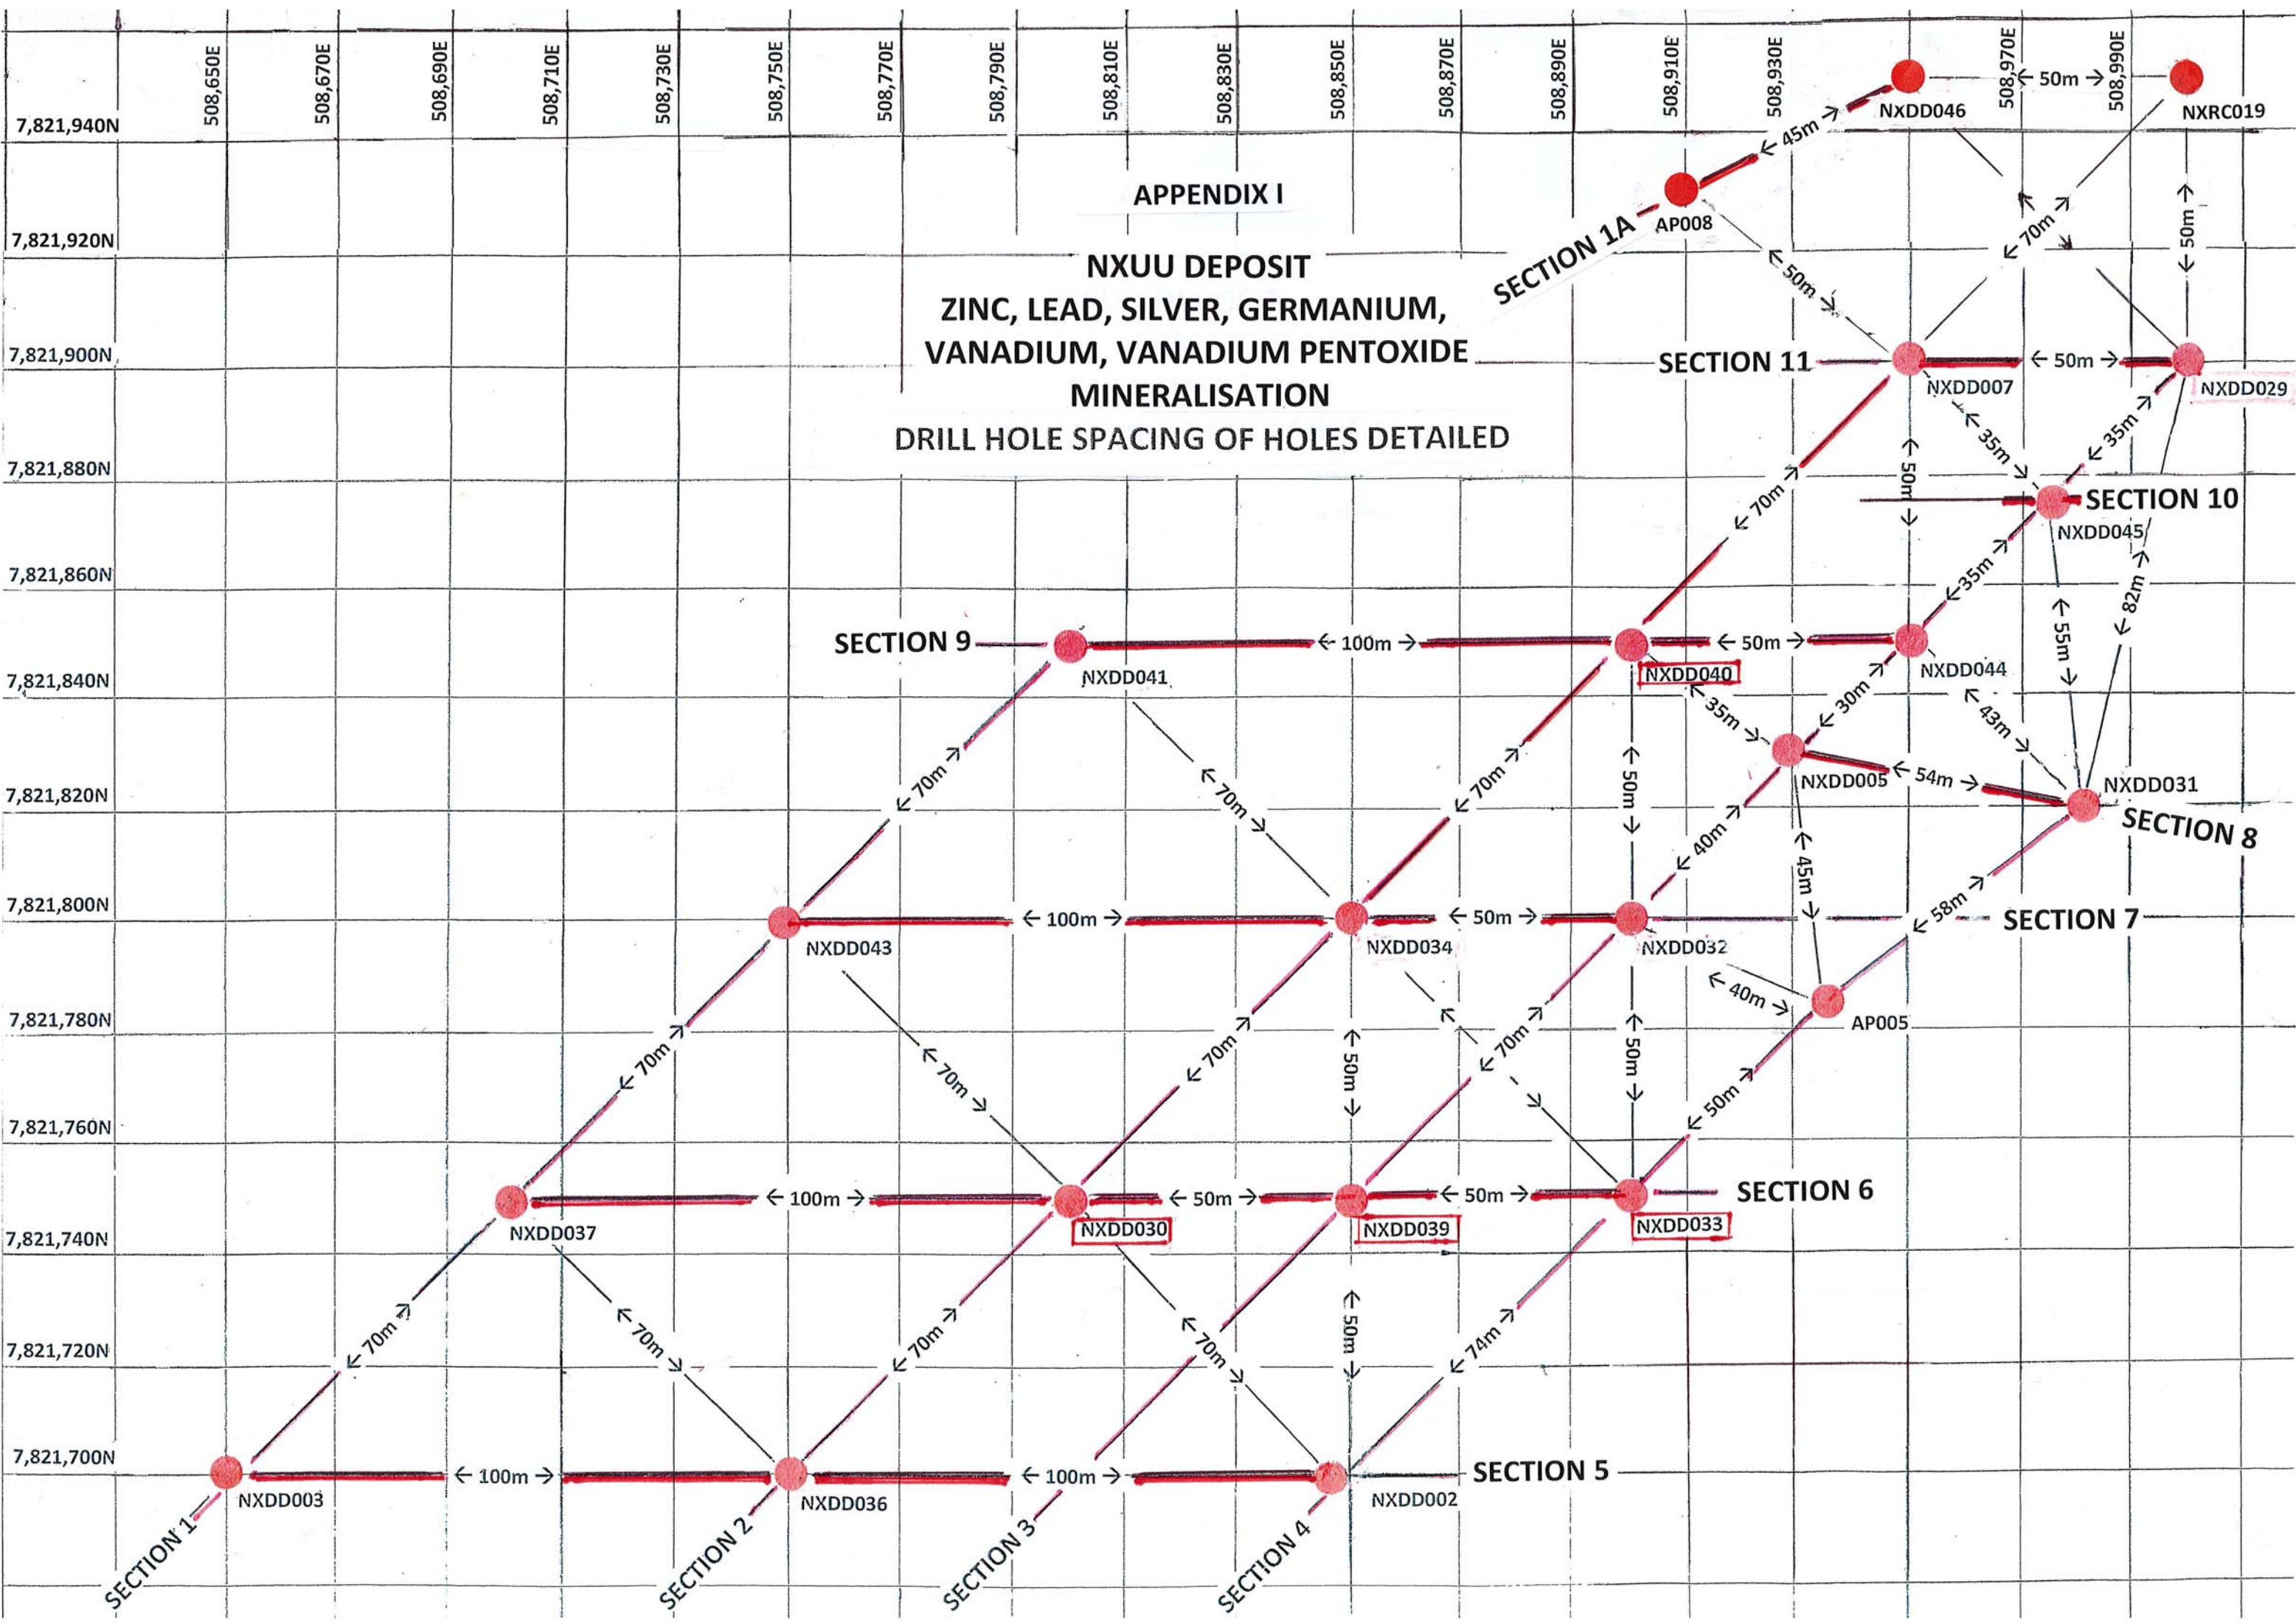 508,650E
508,670E
508,690E
508,710E
508,730E
508,750E
508,770E
508,790E
508,810E
508,830E
508,850E
508,870E
508,890E
508,910E
508,930E
508,970E
508,990E
← 50m →
NXDD046
NXRC019
7,821,940N
← 45m →
APPENDIX I
AP008
SECTION 1A
← 70m →
← 50m →
7,821,920N
← 50m →
NXUU DEPOSIT
ZINC, LEAD, SILVER, GERMANIUM,
VANADIUM, VANADIUM PENTOXIDE
MINERALISATION
DRILL HOLE SPACING OF HOLES DETAILED
7,821,900N
SECTION 11
← 50m →
NXDD007
NXDD029
← 35m →
← 35m →
7,821,880N
← 50m →
← 70m →
SECTION 10
NXDD045
7,821,860N
← 35m →
← 82m →
← 55m →
SECTION 9
← 100m →
← 50m →
NXDD041
NXDD040
NXDD044
7,821,840N
← 35m →
← 30m →
← 43m →
← 70m →
← 70m →
← 70m →
← 50m →
NXDD005
← 54m →
NXDD031
7,821,820N
SECTION 8
← 40m →
← 45m →
7,821,800N
← 100m →
← 50m →
← 58m →
SECTION 7
NXDD043
NXDD034
NXDD032
← 40m →
AP005
7,821,780N
← 70m →
← 70m →
← 70m →
← 50m →
← 70m →
← 50m →
← 50m →
7,821,760N
← 100m →
← 50m →
← 50m →
SECTION 6
NXDD037
NXDD030
NXDD039
NXDD033
7,821,740N
← 70m →
← 70m →
← 70m →
← 70m →
← 50m →
← 74m →
7,821,720N
7,821,700N
← 100m →
← 100m →
SECTION 5
NXDD003
NXDD036
NXDD002
SECTION 1
SECTION 2
SECTION 3
SECTION 4